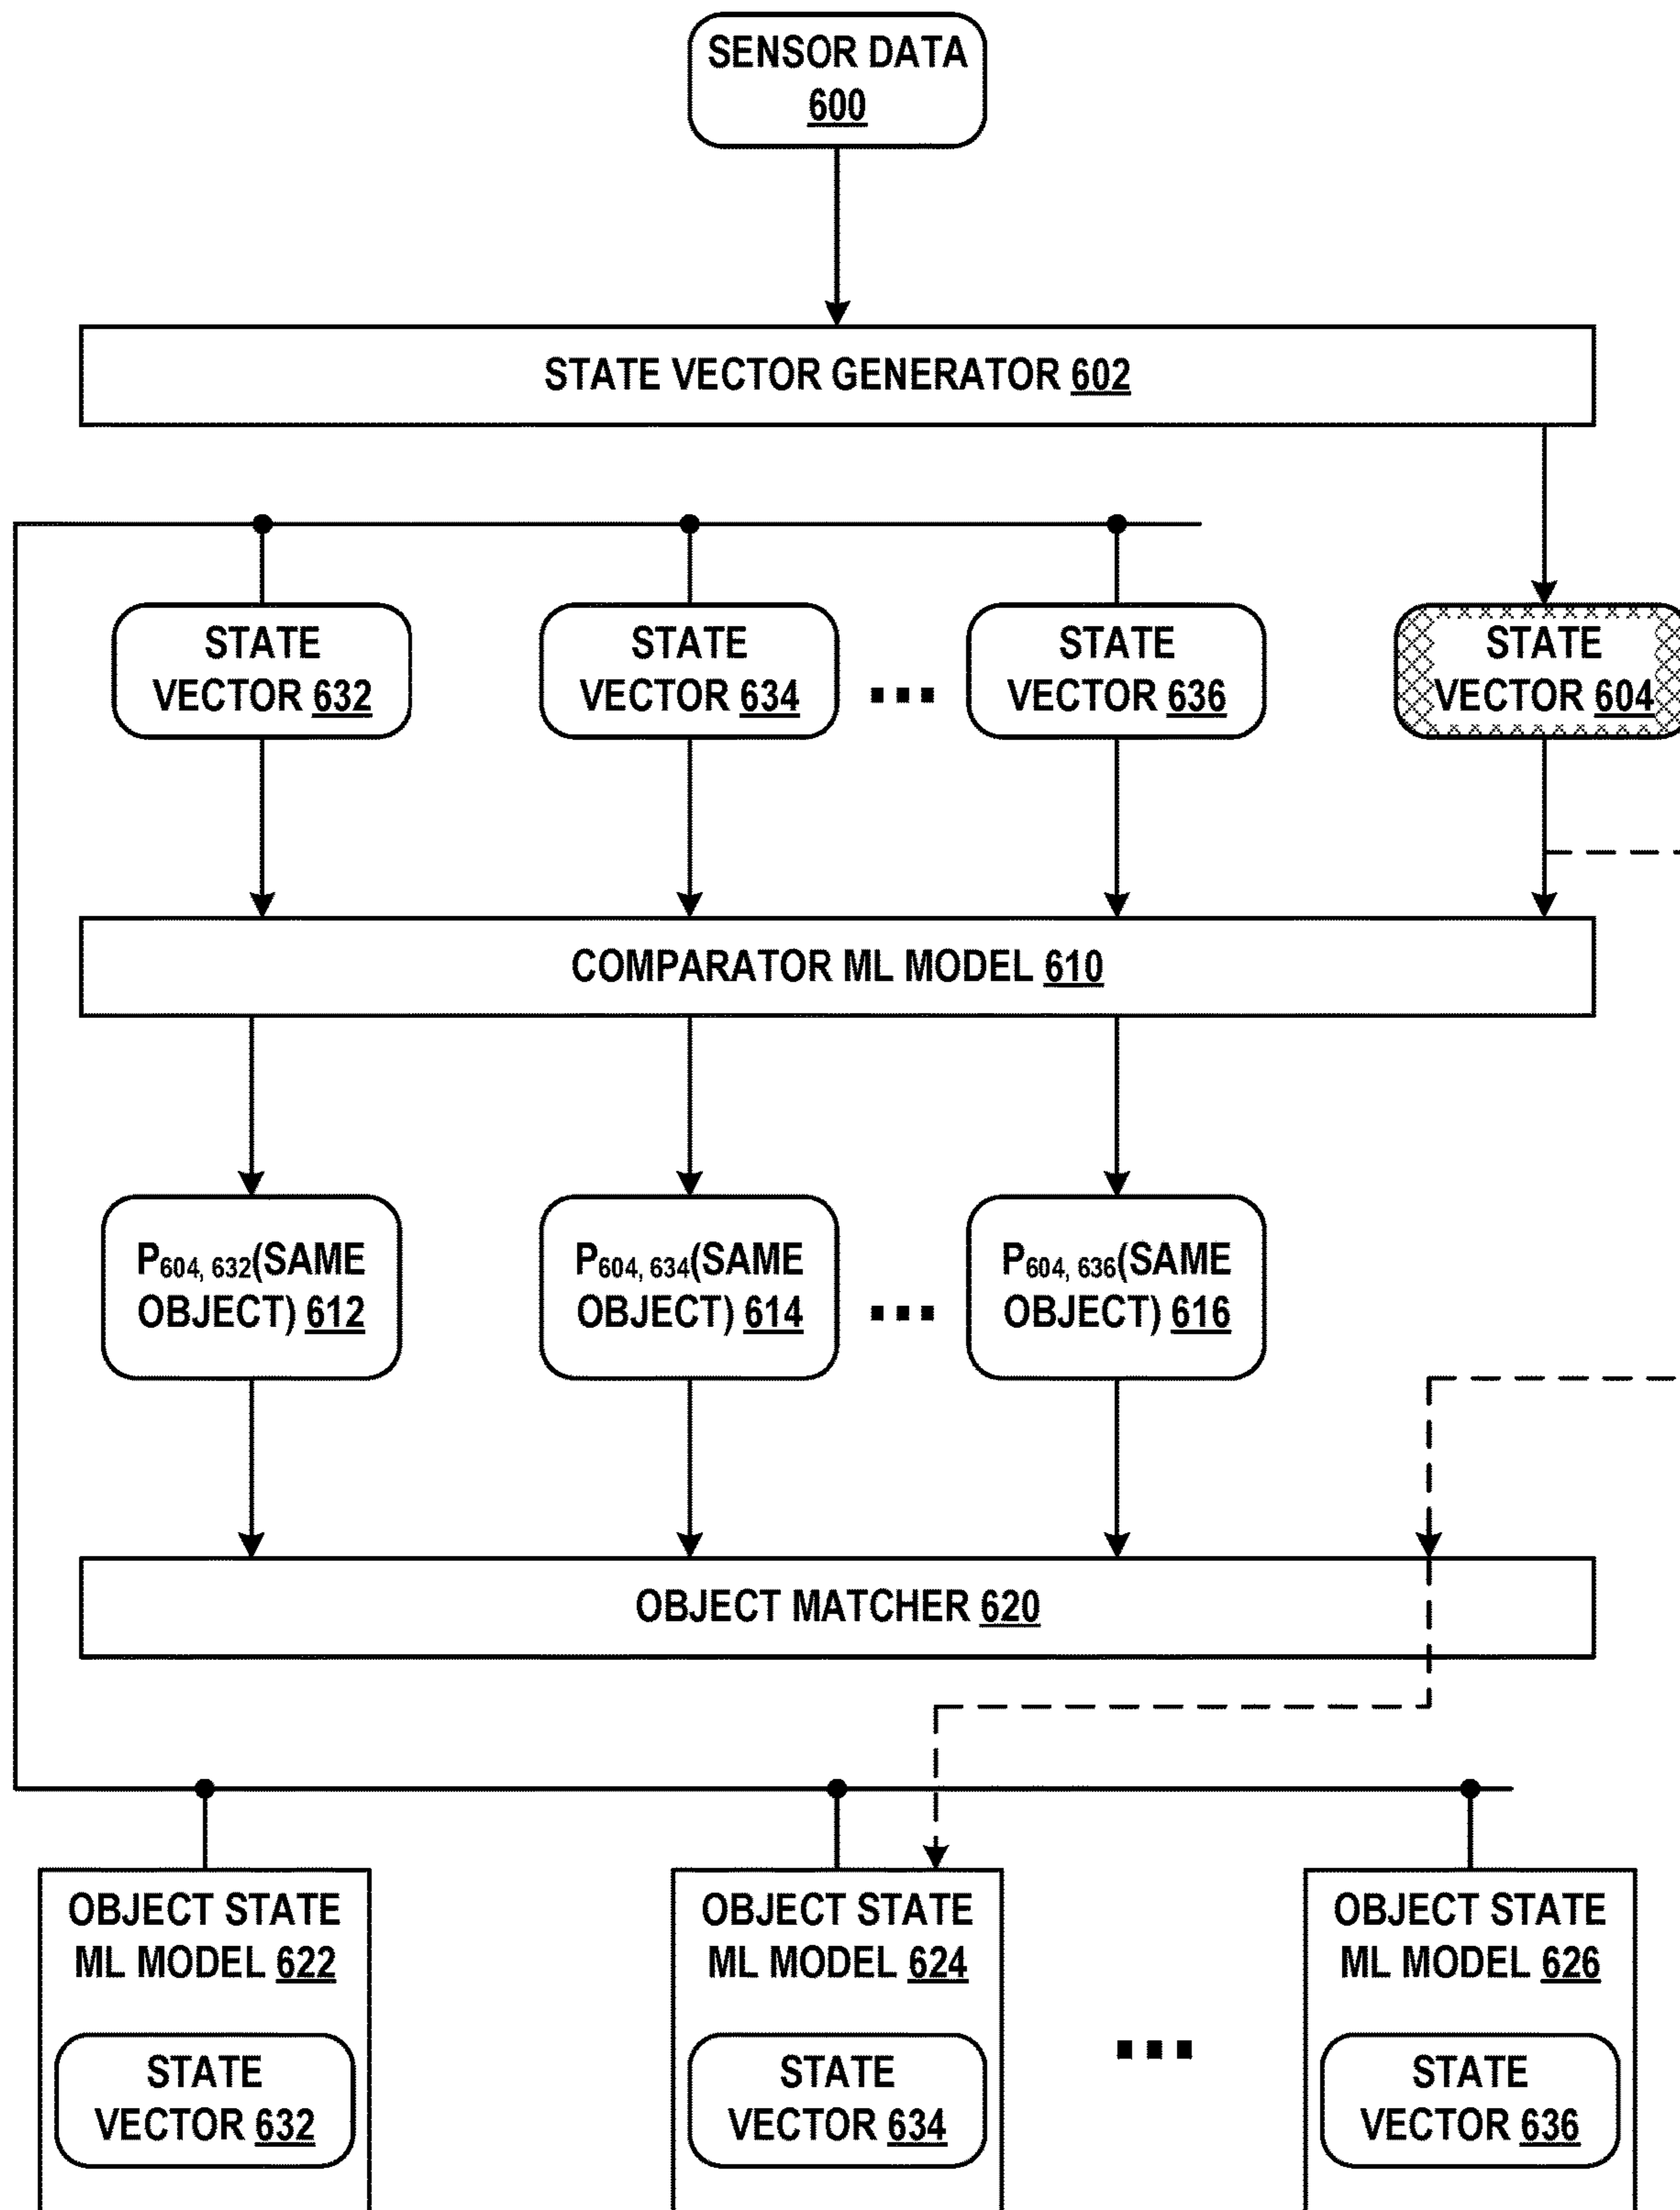 SENSOR DATA
600
STATE VECTOR GENERATOR 602
STATE
VECTOR 632
STATE
VECTOR 634
...
STATE
VECTOR 636
STATE
VECTOR 604
COMPARATOR ML MODEL 610
P604, 632(SAME
OBJECT) 612
P604, 634(SAME
OBJECT) 614
...
P604, 636(SAME
OBJECT) 616
OBJECT MATCHER 620
OBJECT STATE
ML MODEL 622
STATE
VECTOR 632
OBJECT STATE
ML MODEL 624
STATE
VECTOR 634
...
OBJECT STATE
ML MODEL 626
STATE
VECTOR 636